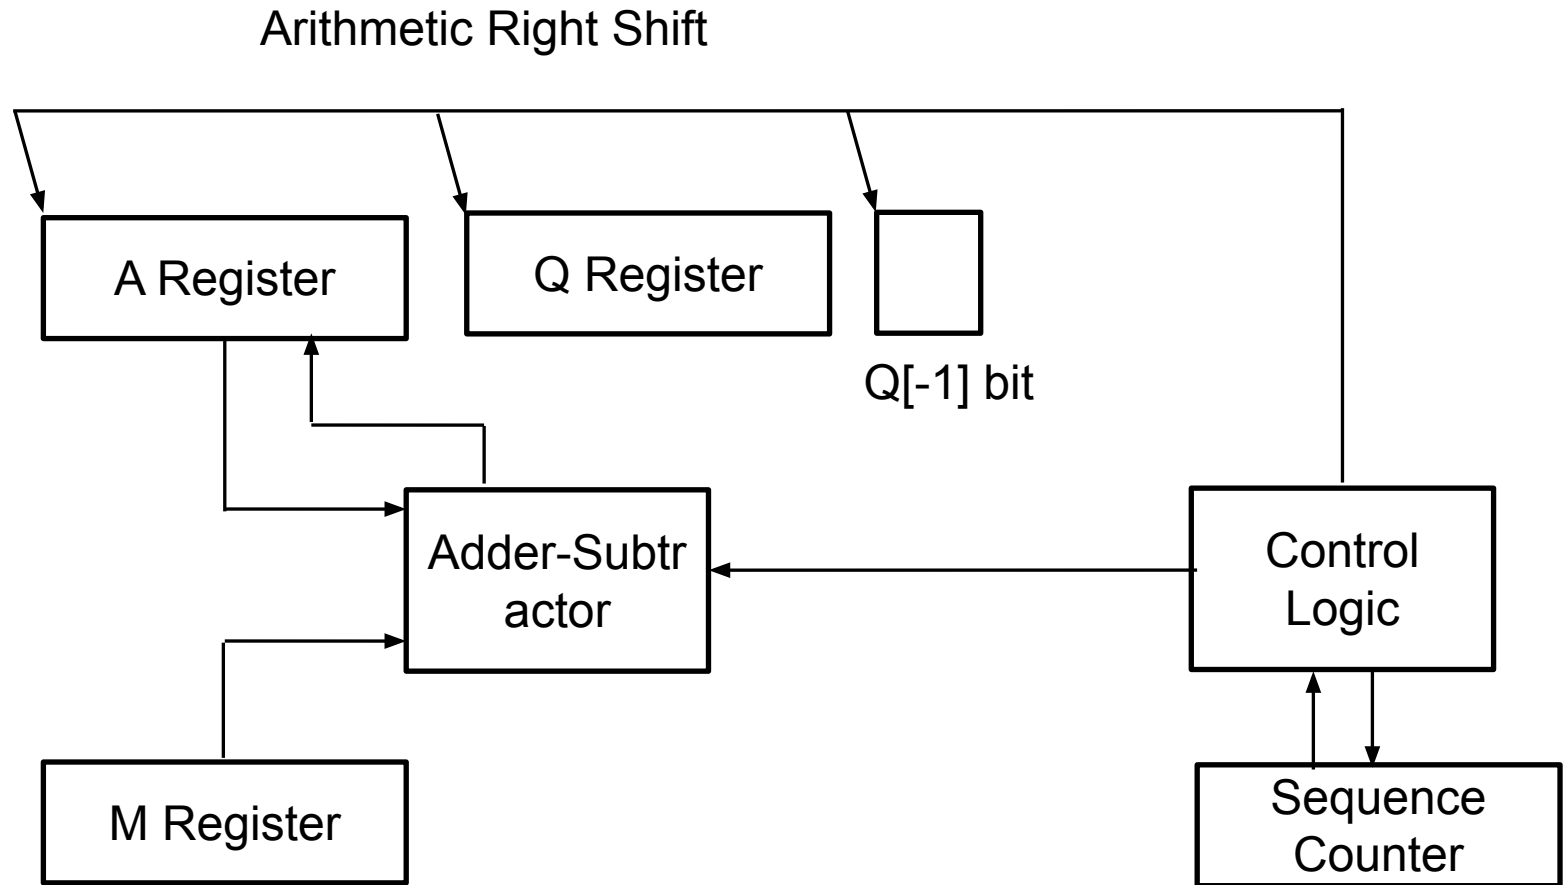 Arithmetic Right Shift
A Register
Q Register
Q[-1] bit
Adder-Subtr
actor
Control
Logic
M Register
Sequence
Counter